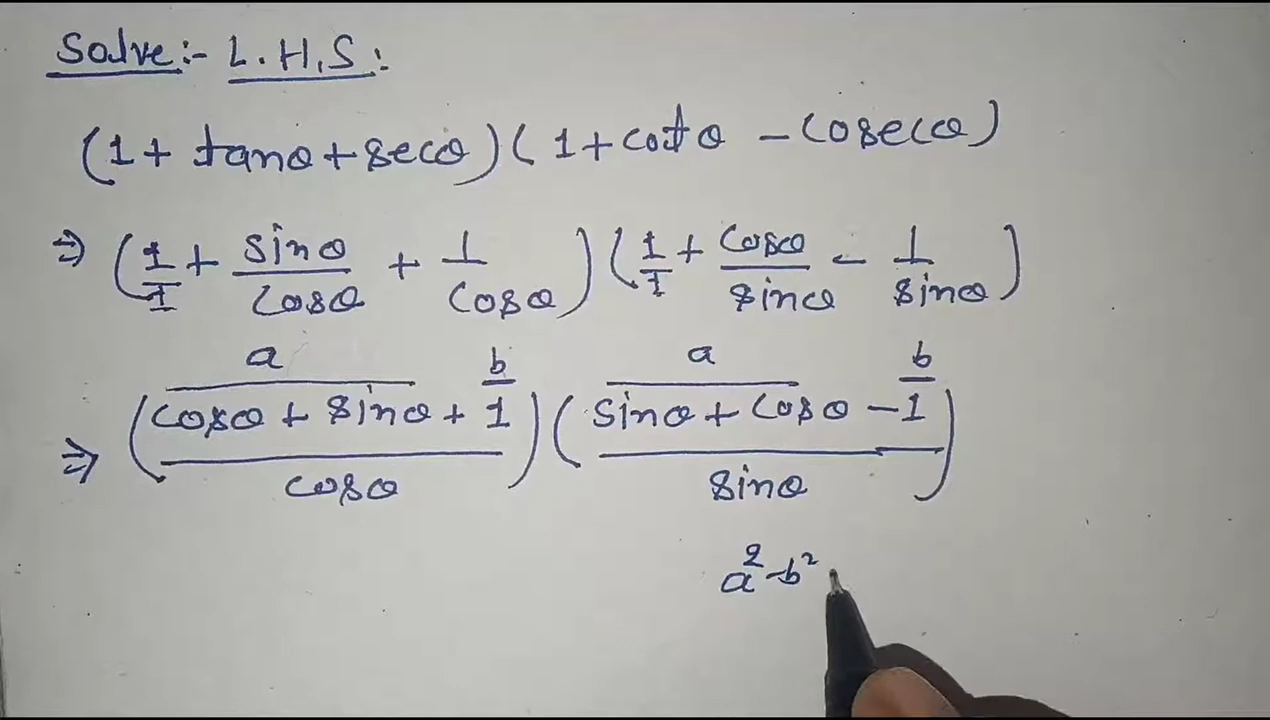 Solve:- L.H.S:
(1 + tanθ + secθ)(1 + cotθ - cosecθ)
⇒ (1/1 + sinθ/cosθ + 1/cosθ)(1/1 + cosθ/sinθ - 1/sinθ)
a b a b
⇒ ((cosθ + sinθ + 1)/cosθ)((sinθ + cosθ - 1)/sinθ)
a² - b²